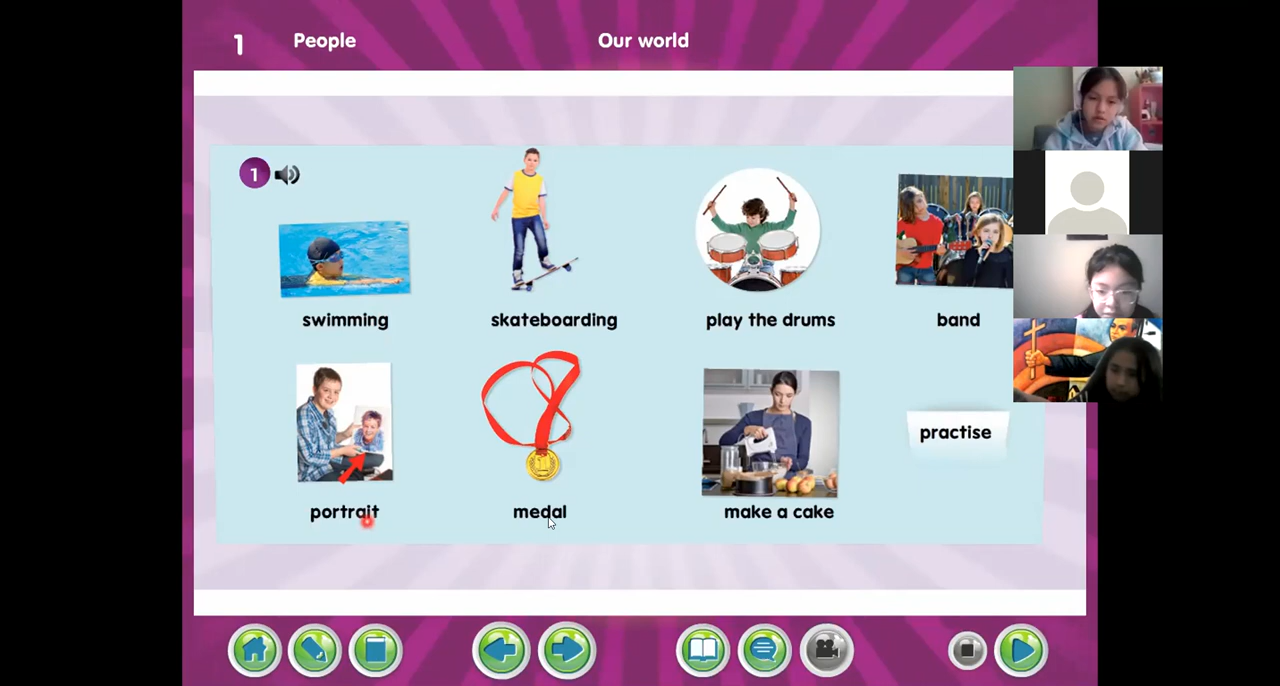 1 People Our world
1
swimming skateboarding play the drums band
practise
portrait medal make a cake